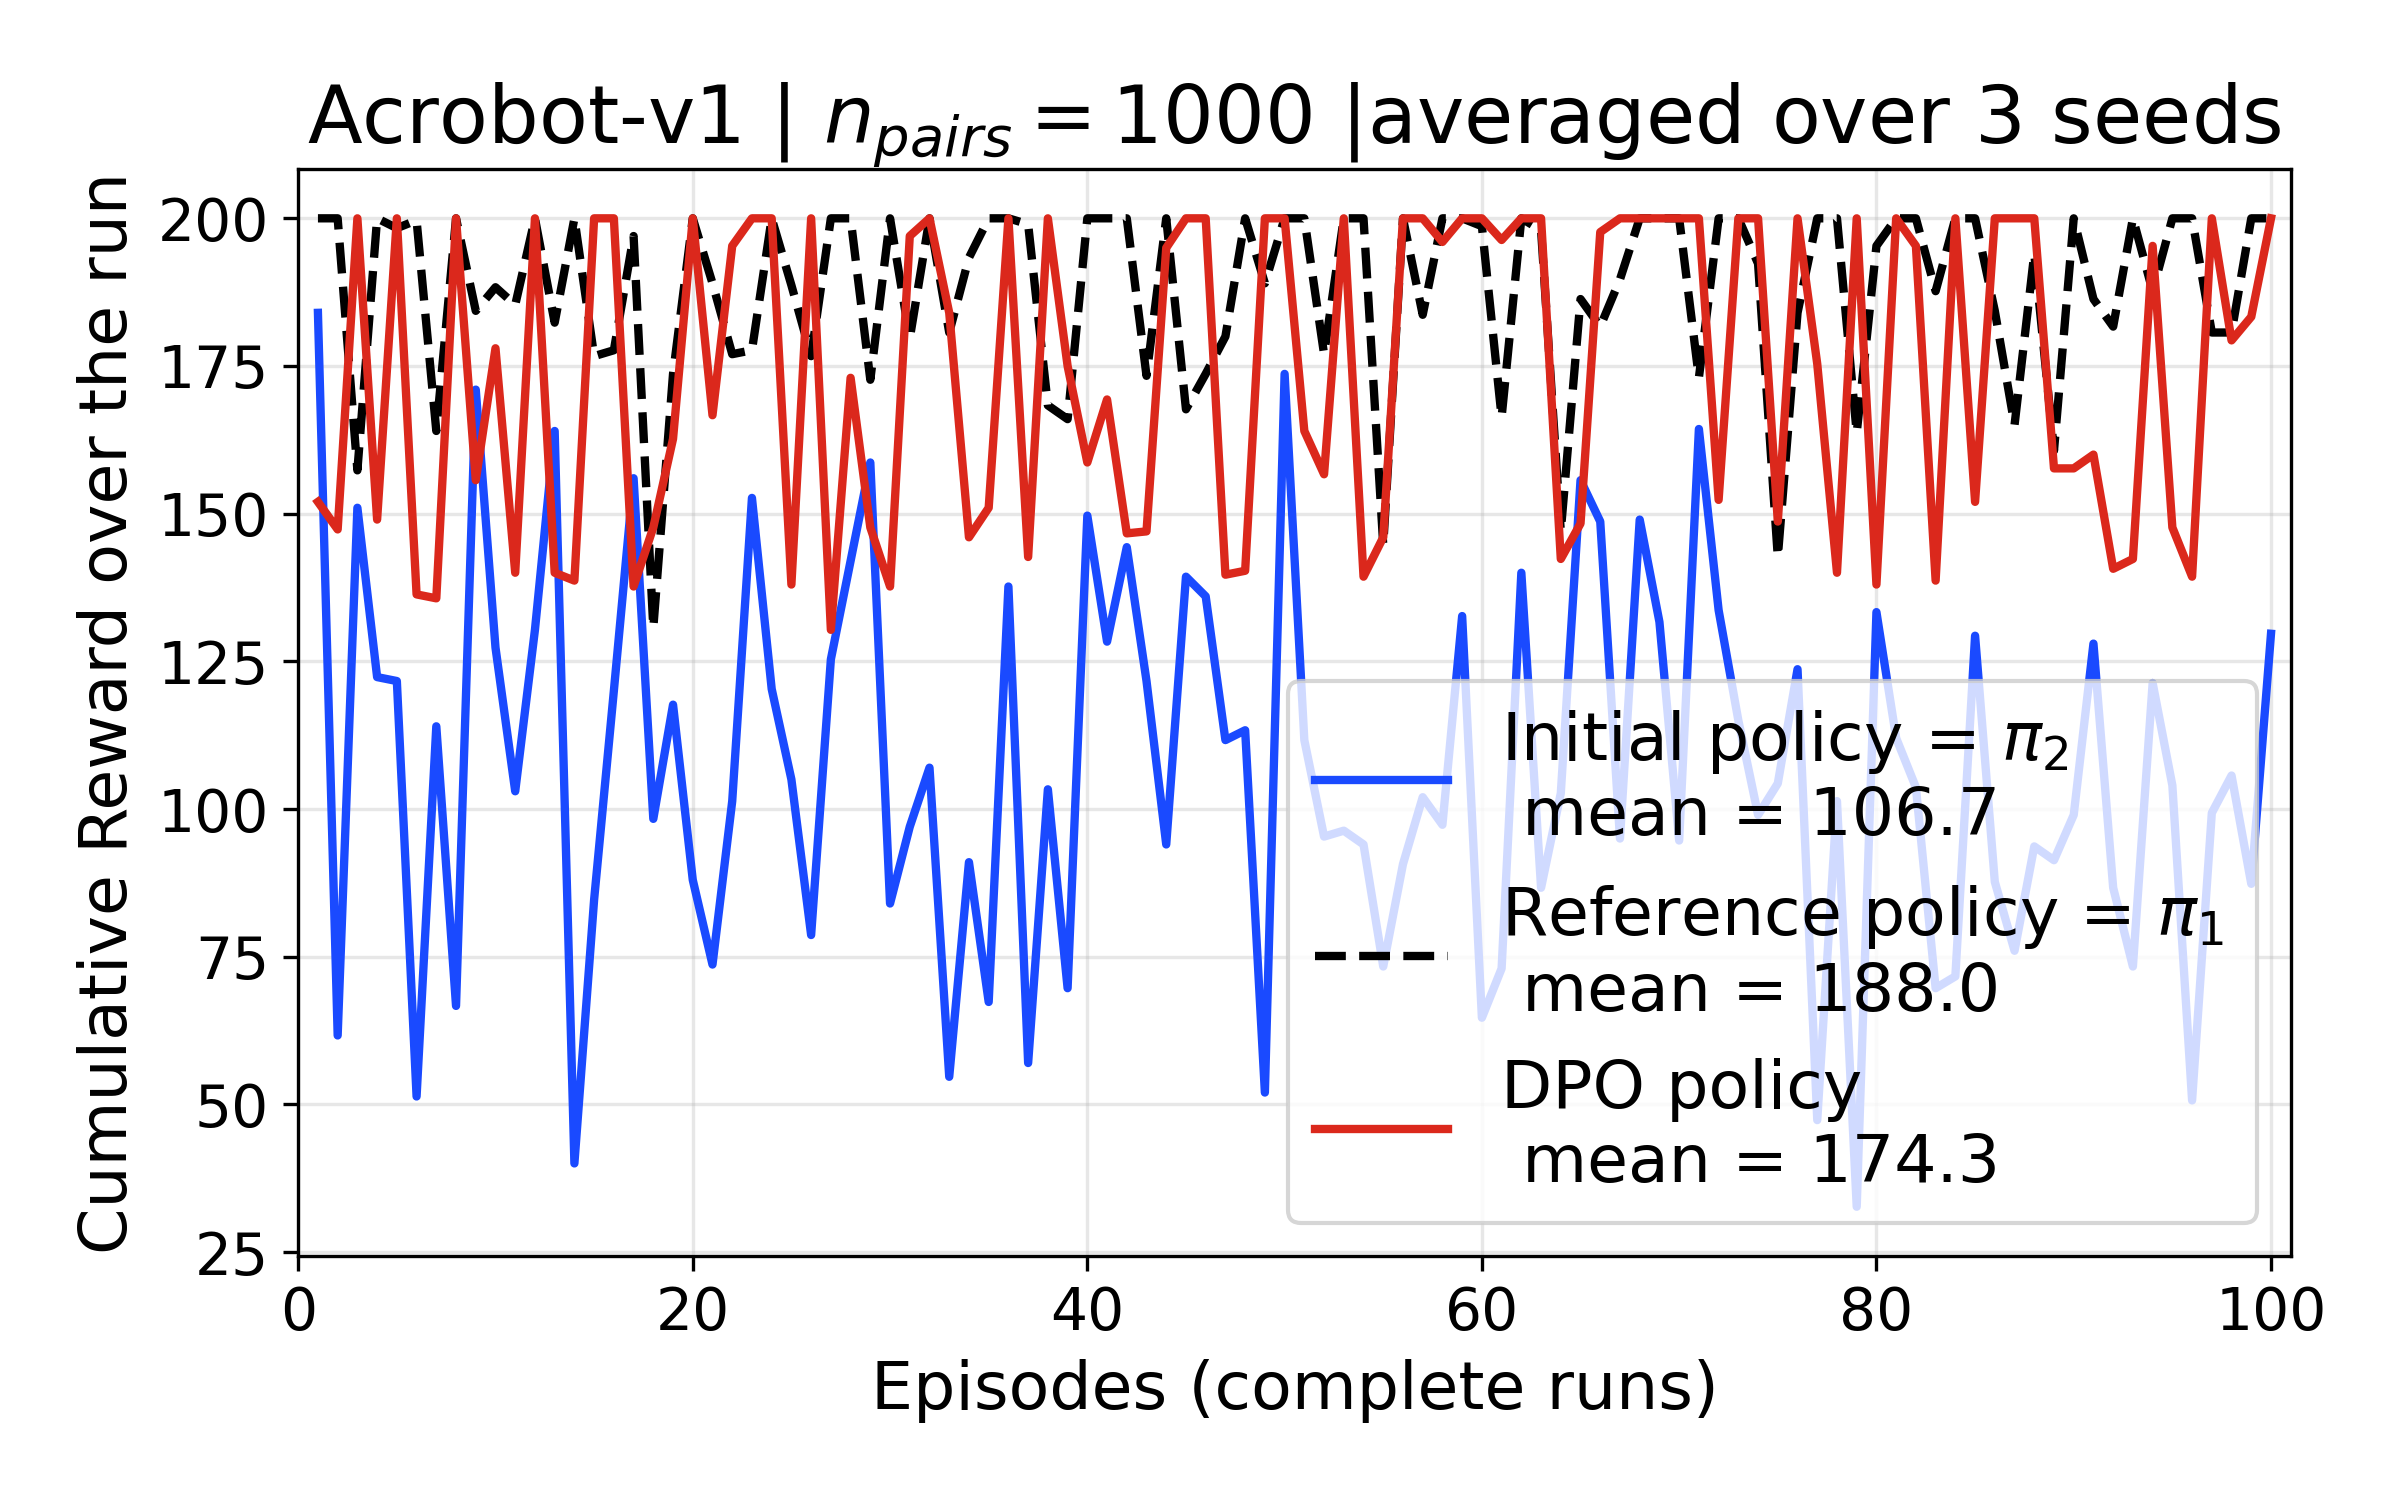 Acrobot-v1 | n_pairs = 1000 |averaged over 3 seeds
Cumulative Reward over the run
200
175
150
125
100
75
50
25
Initial policy = π₂
mean = 106.7
Reference policy = π₁
mean = 188.0
DPO policy
mean = 174.3
0 20 40 60 80 100
Episodes (complete runs)